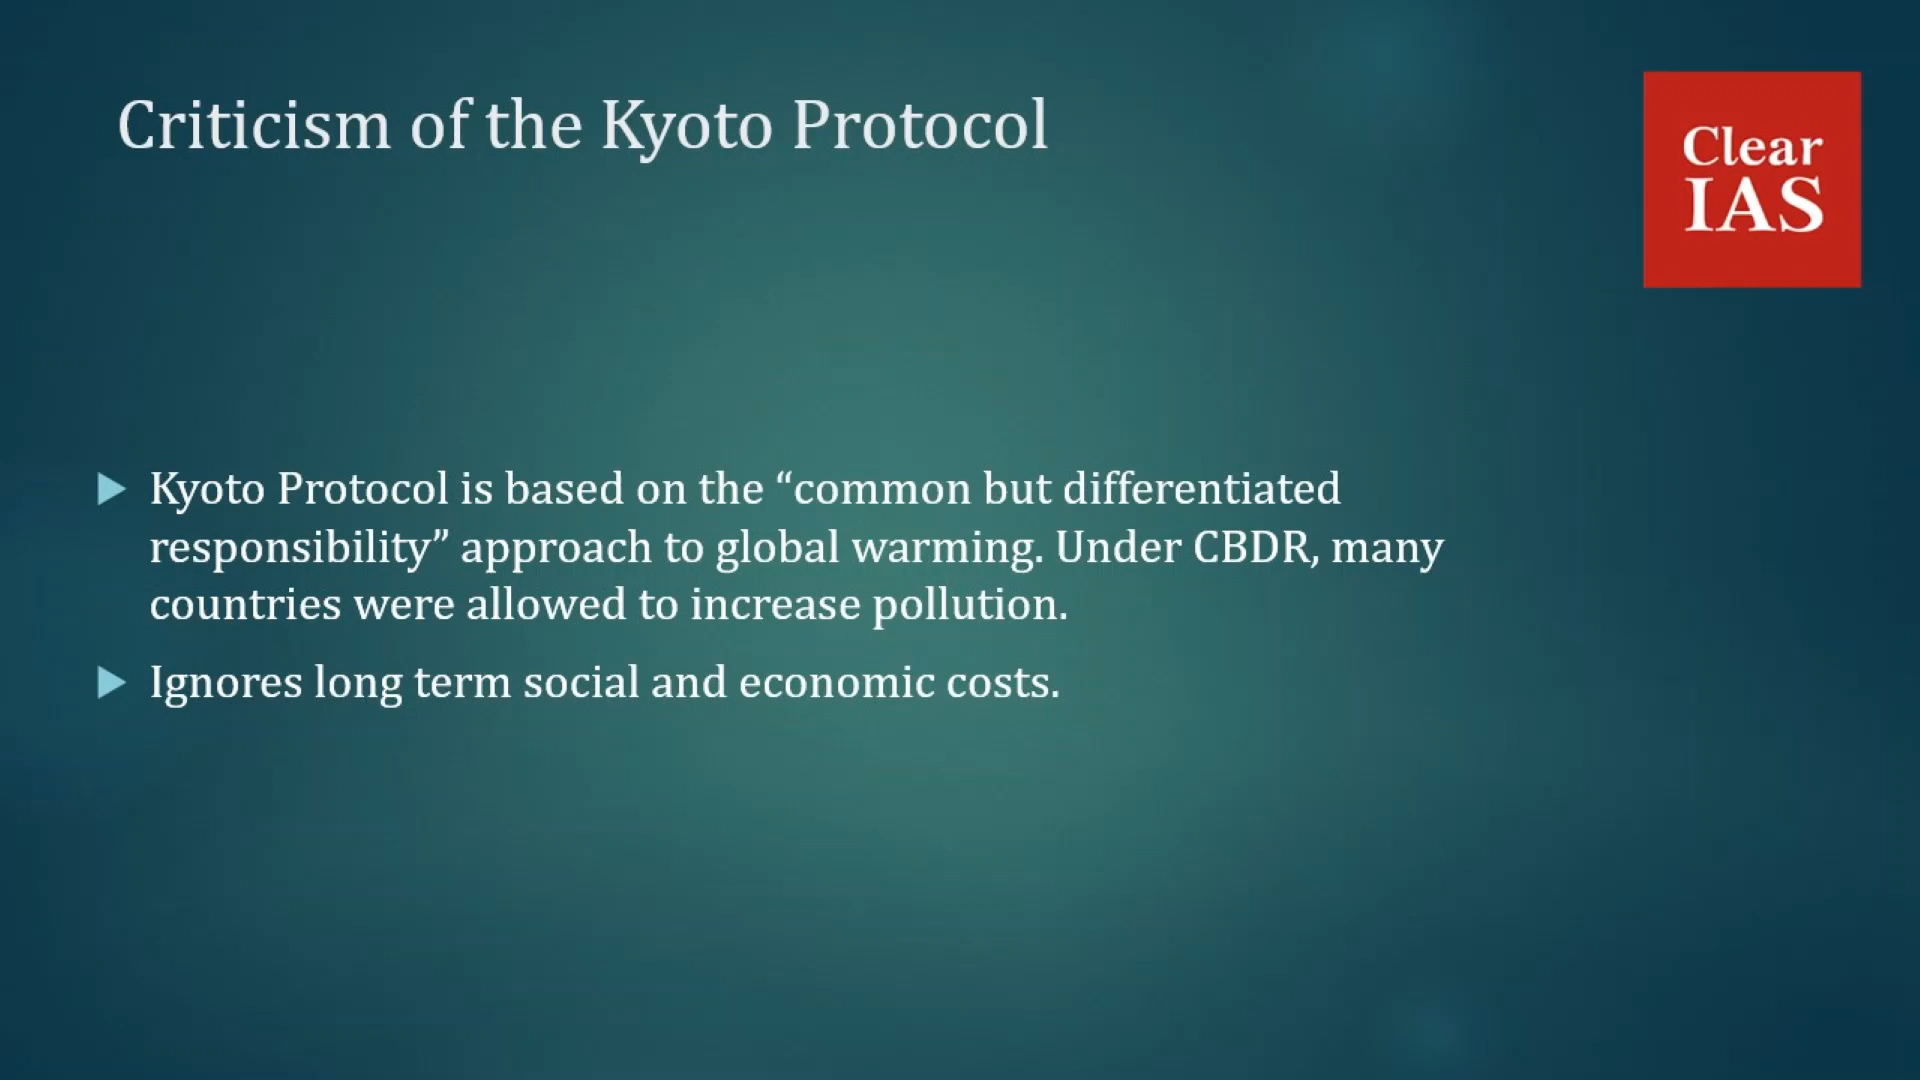 Criticism of the Kyoto Protocol
Clear
IAS
Kyoto Protocol is based on the “common but differentiated
responsibility” approach to global warming. Under CBDR, many
countries were allowed to increase pollution.
Ignores long term social and economic costs.